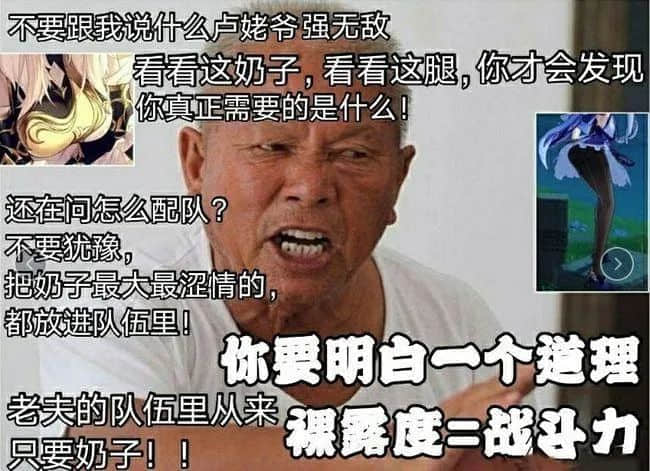 不要跟我说什么卢姥爷强无敌
看看这奶子，看看这腿，你才会发现
你真正需要的是什么！
还在问怎么配队？
不要犹豫，
把奶子最大最涩情的，
都放进队伍里！
你要明白一个道理
老夫的队伍里从来
只要奶子！！
裸露度=战斗力